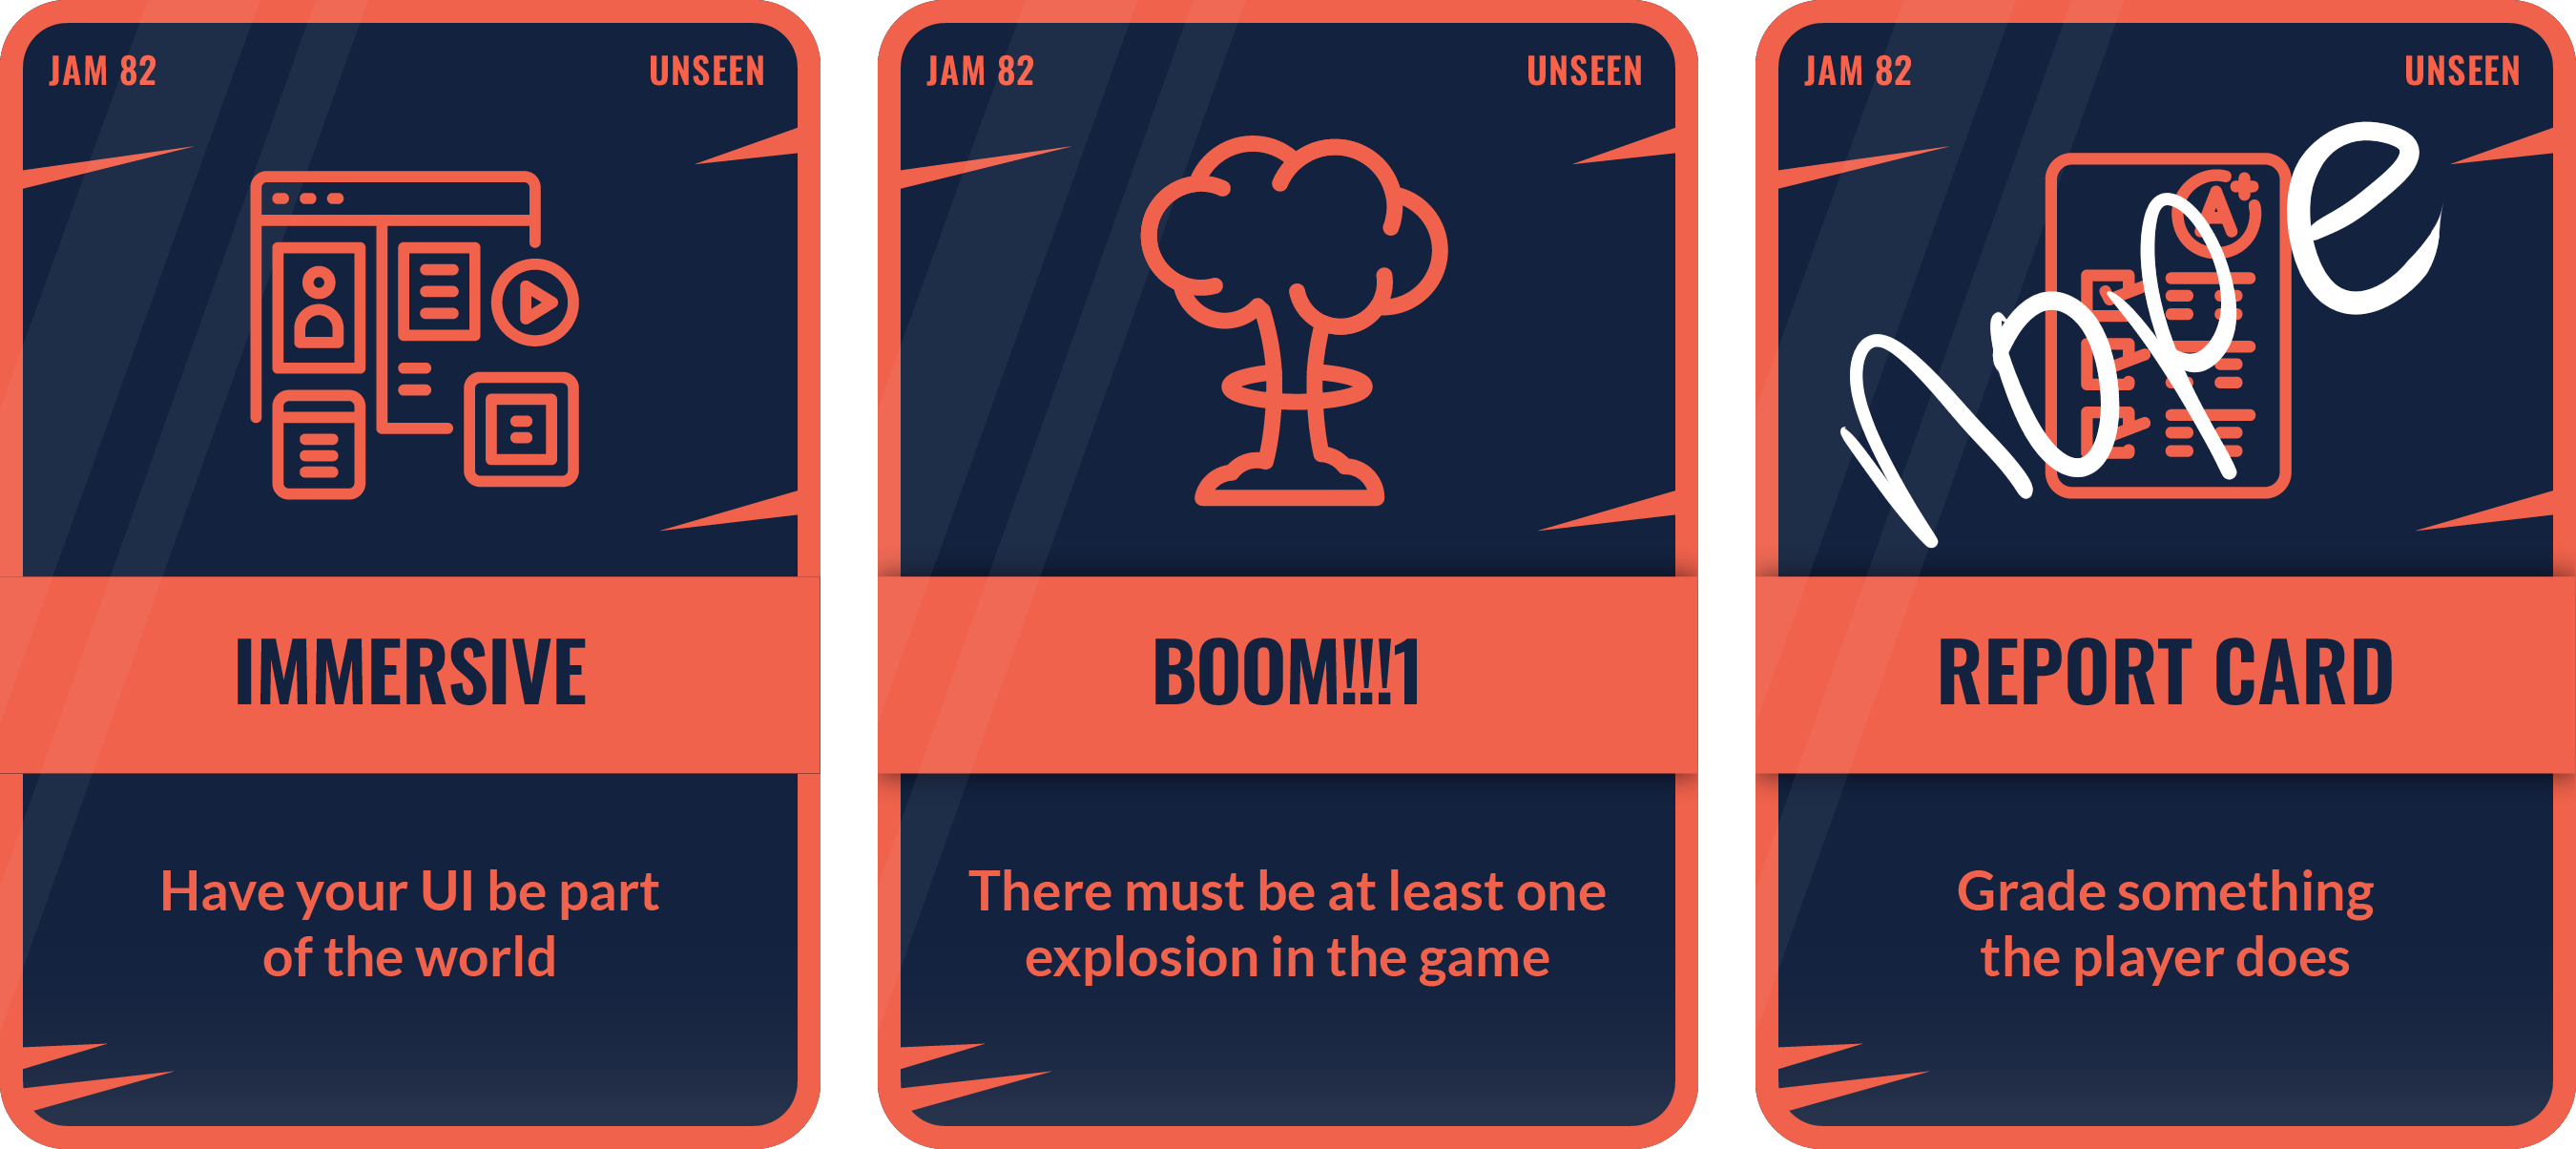 JAM 82
UNSEEN
IMMERSIVE
Have your UI be part
of the world
JAM 82
UNSEEN
BOOM!!!1
There must be at least one
explosion in the game
JAM 82
UNSEEN
A+
nope
REPORT CARD
Grade something
the player does